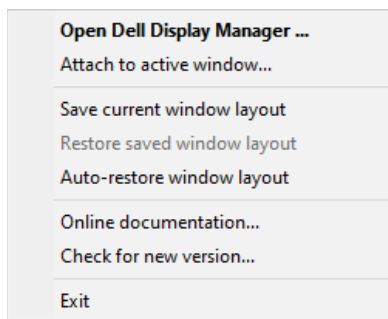 Open Dell Display Manager ...
Attach to active window...
Save current window layout
Restore saved window layout
Auto-restore window layout
Online documentation...
Check for new version...
Exit